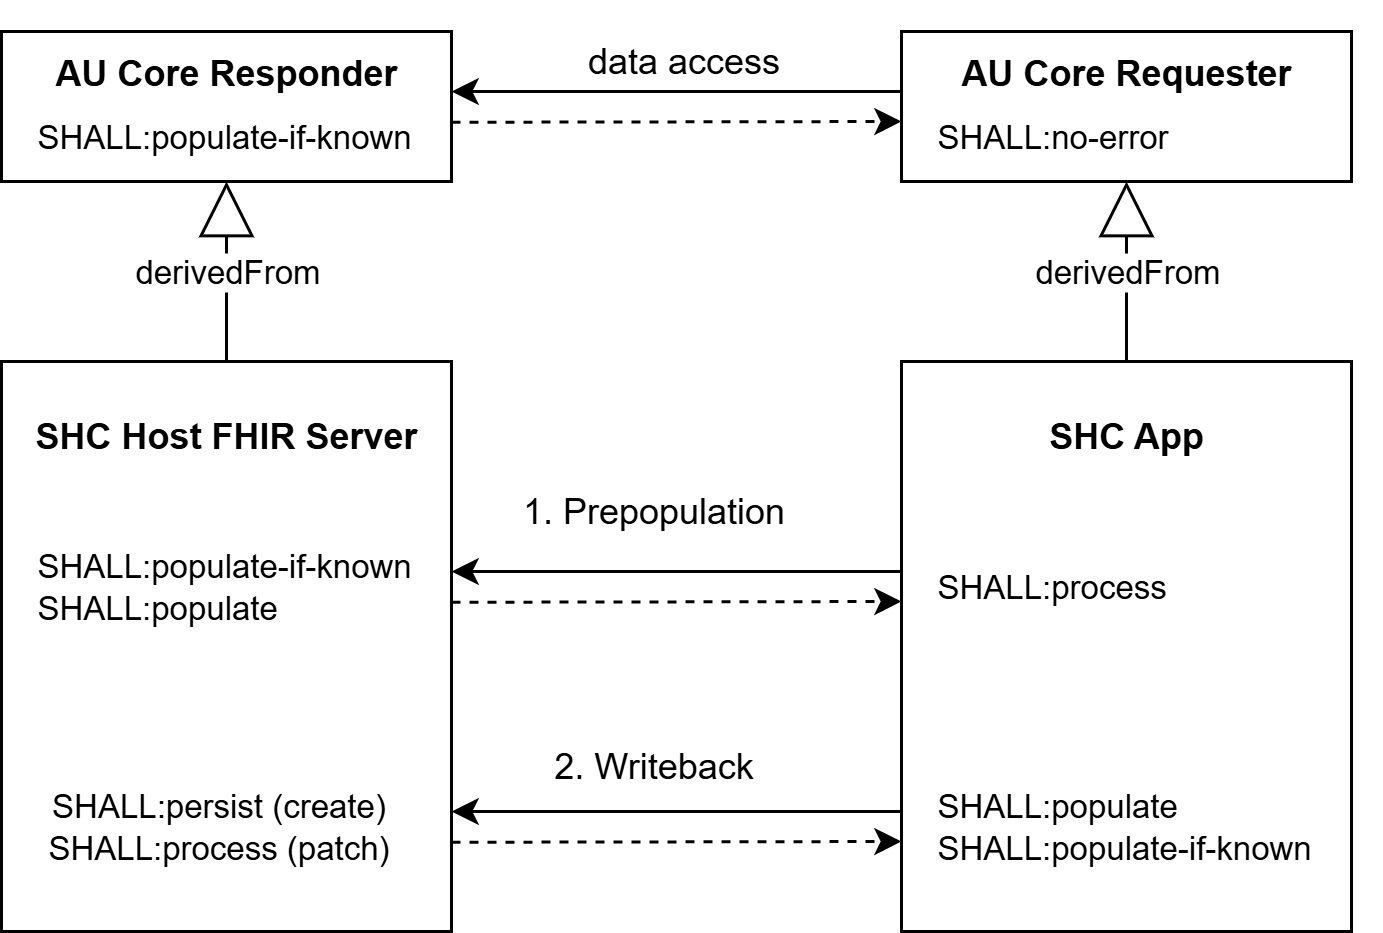 AU Core Responder
SHALL:populate-if-known
data access
AU Core Requester
SHALL:no-error
derivedFrom
derivedFrom
SHC Host FHIR Server
SHC App
1. Prepopulation
SHALL:populate-if-known
SHALL:populate
SHALL:process
2. Writeback
SHALL:persist (create)
SHALL:process (patch)
SHALL:populate
SHALL:populate-if-known